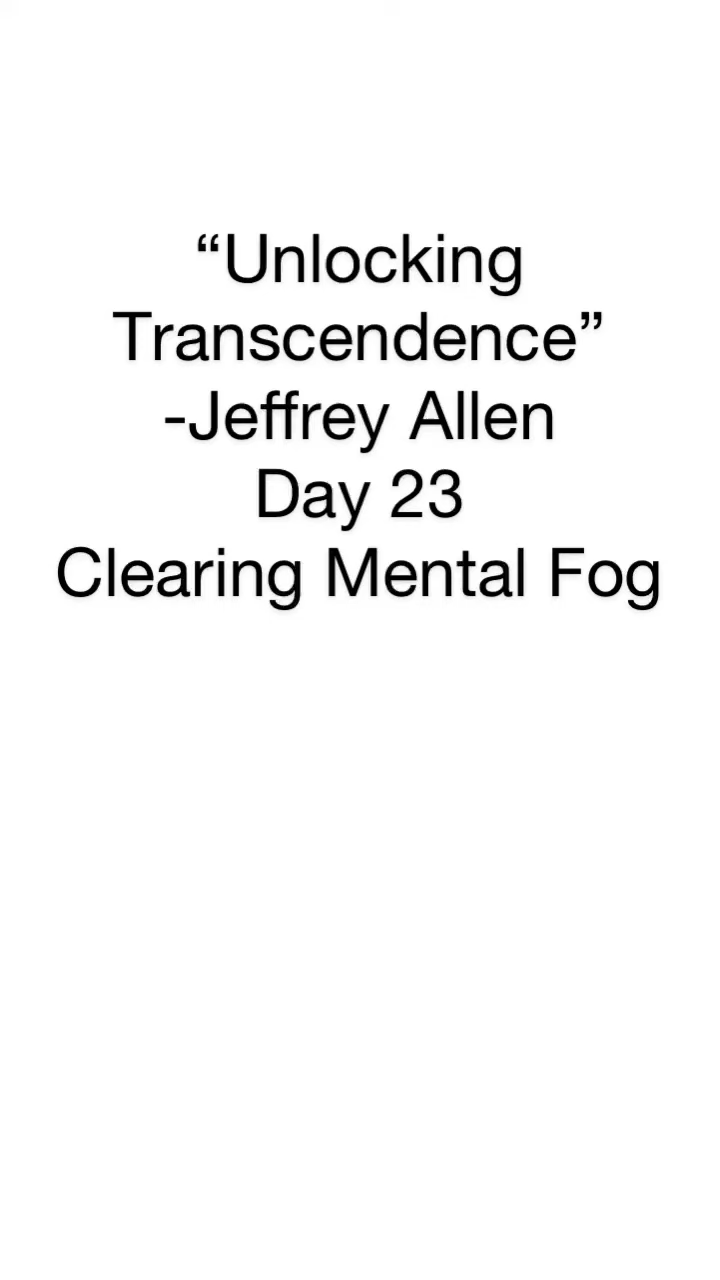 “Unlocking
Transcendence”
-Jeffrey Allen
Day 23
Clearing Mental Fog